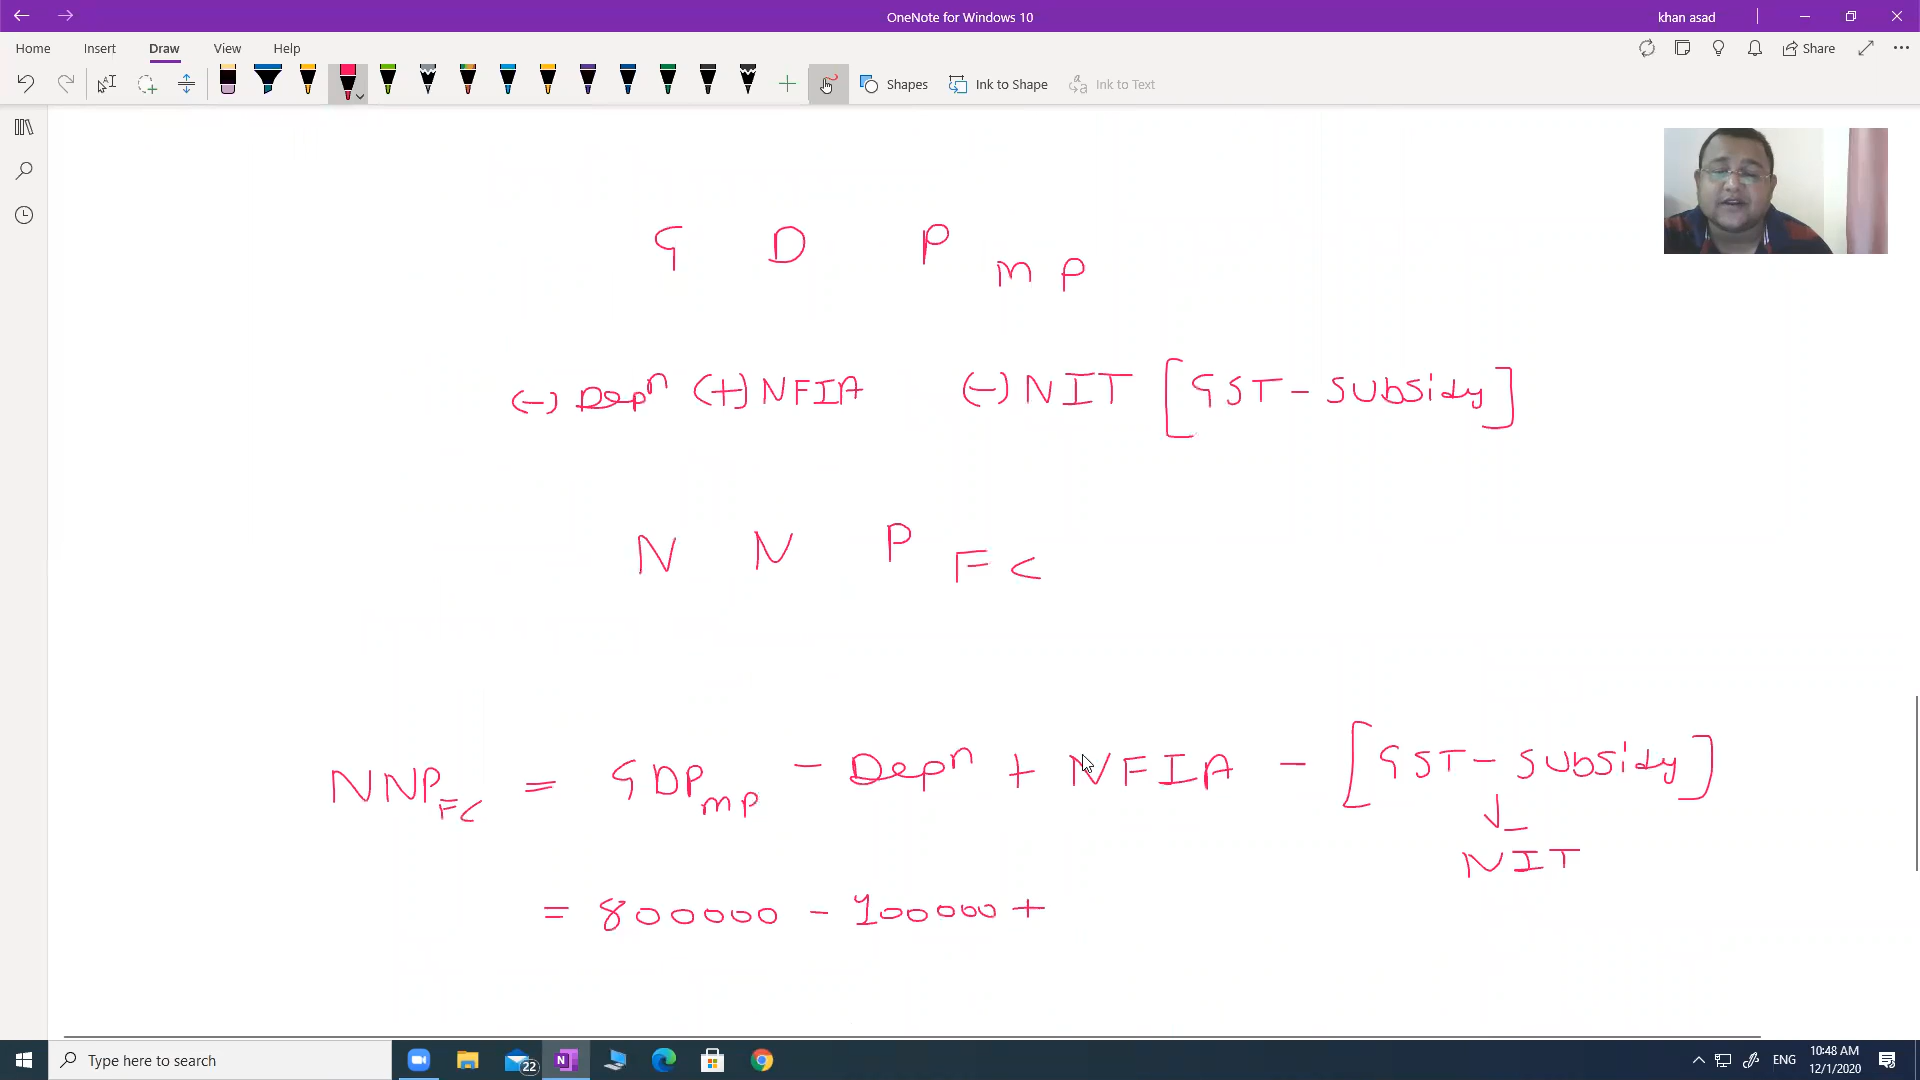 OneNote for Windows 10
khan asad
Home Insert Draw View Help
Share
Shapes Ink to Shape Ink to Text
G D P mp
(-) Depn (+) NFIA (-) NIT [GST - Subsidy]
N N P FC
NNP FC = GDP mp - Depn + NFIA - [GST - Subsidy]
NIT
= 800000 - 100000 +
Type here to search
22
ENG
10:48 AM
12/1/2020